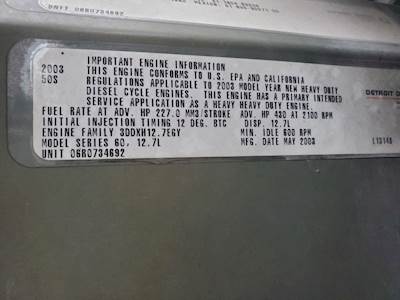 UNIT 06R0734692
IMPORTANT ENGINE INFORMATION
2003 THIS ENGINE CONFORMS TO U.S. EPA AND CALIFORNIA
50S REGULATIONS APPLICABLE TO 2003 MODEL YEAR NEW HEAVY DUTY
DIESEL CYCLE ENGINES. THIS ENGINE HAS A PRIMARY INTENDED
SERVICE APPLICATION AS A HEAVY HEAVY DUTY ENGINE.
DETROIT D
FUEL RATE AT ADV. HP 227.0 MM3/STROKE ADV. HP 430 AT 2100 RPM
INITIAL INJECTION TIMING 12 DEG. BTC DISP. 12.7L
ENGINE FAMILY 3DDXH12.7EGY MIN. IDLE 600 RPM
MODEL SERIES 60, 12.7L MFG. DATE MAY 2003
UNIT 06R0734692